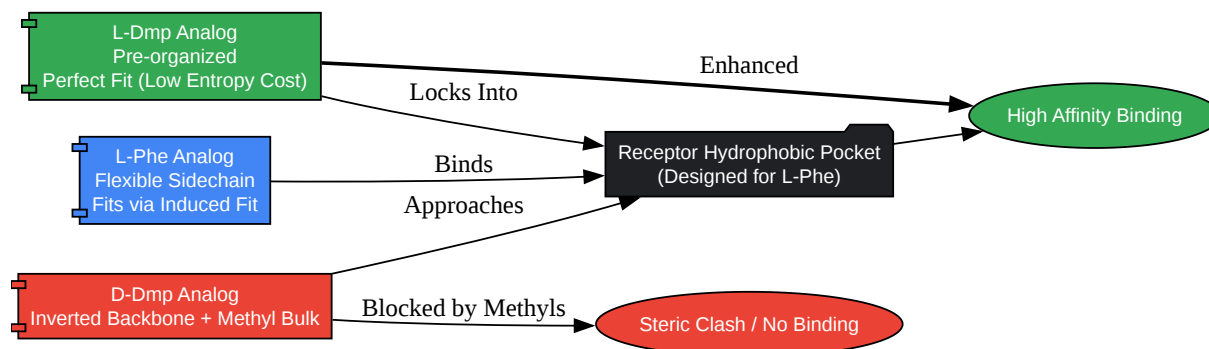 L-Dmp Analog
Pre-organized
Perfect Fit (Low Entropy Cost)
Enhanced
Locks Into
High Affinity Binding
L-Phe Analog
Flexible Sidechain
Fits via Induced Fit
Binds
Receptor Hydrophobic Pocket
(Designed for L-Phe)
Approaches
D-Dmp Analog
Inverted Backbone + Methyl Bulk
Blocked by Methyls
Steric Clash / No Binding